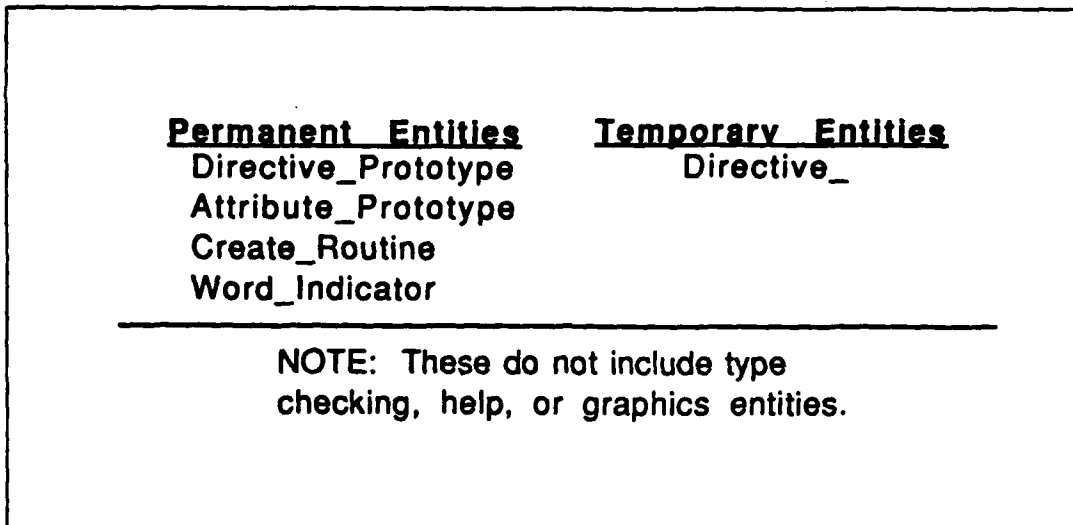 Permanent Entities Temporary Entities
Directive_Prototype Directive_
Attribute_Prototype
Create_Routine
Word_Indicator
NOTE: These do not include type
checking, help, or graphics entities.